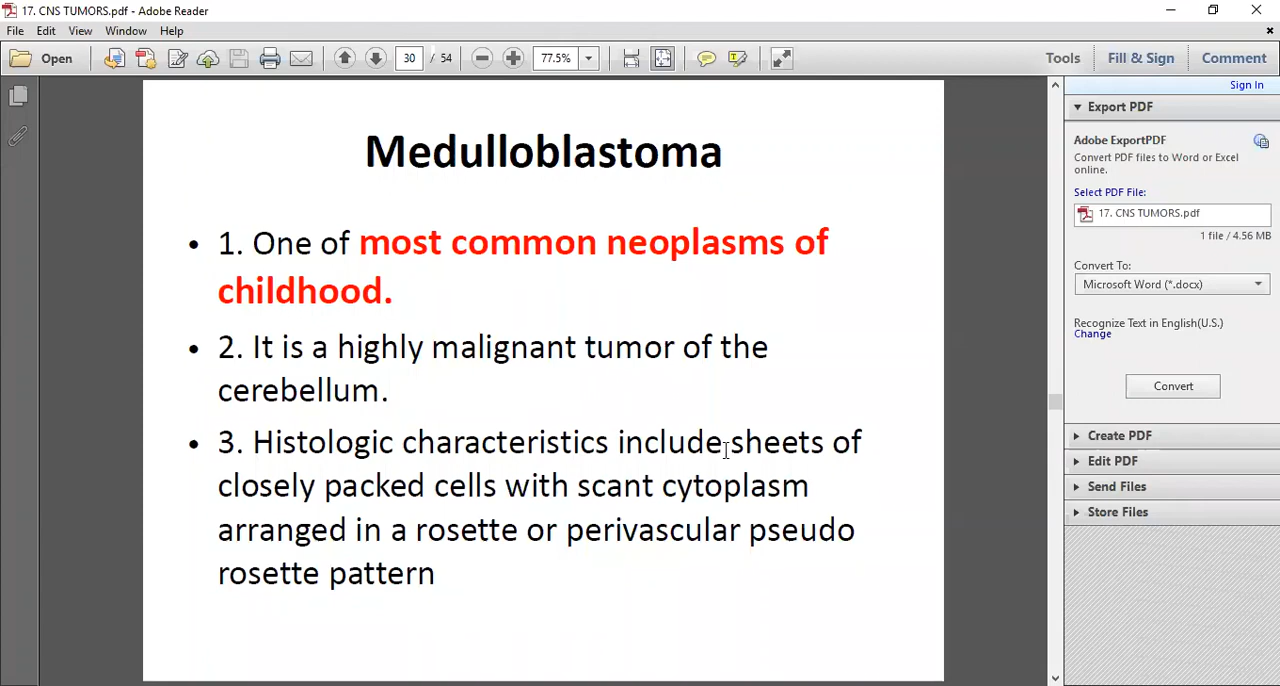 17. CNS TUMORS.pdf - Adobe Reader
File Edit View Window Help
Open 30 / 54 77.5% Tools Fill & Sign Comment
Sign In
Export PDF
Adobe ExportPDF
Convert PDF files to Word or Excel
online.
Select PDF File:
17. CNS TUMORS.pdf
1 file / 4.56 MB
Convert To:
Microsoft Word (*.docx)
Recognize Text in English(U.S.)
Change
Convert
Create PDF
Edit PDF
Send Files
Store Files
Medulloblastoma
• 1. One of most common neoplasms of
childhood.
• 2. It is a highly malignant tumor of the
cerebellum.
• 3. Histologic characteristics include sheets of
closely packed cells with scant cytoplasm
arranged in a rosette or perivascular pseudo
rosette pattern